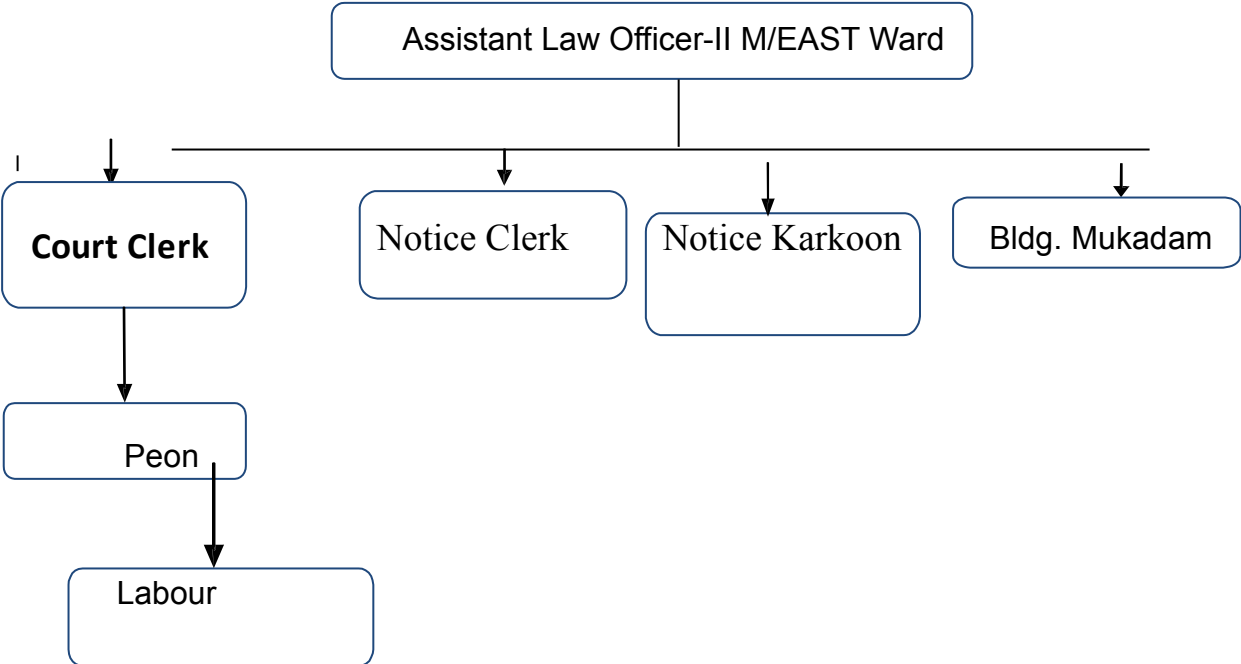 Assistant Law Officer-II M/EAST Ward
Court Clerk
Notice Clerk
Notice Karkoon
Bldg. Mukadam
Peon
Labour